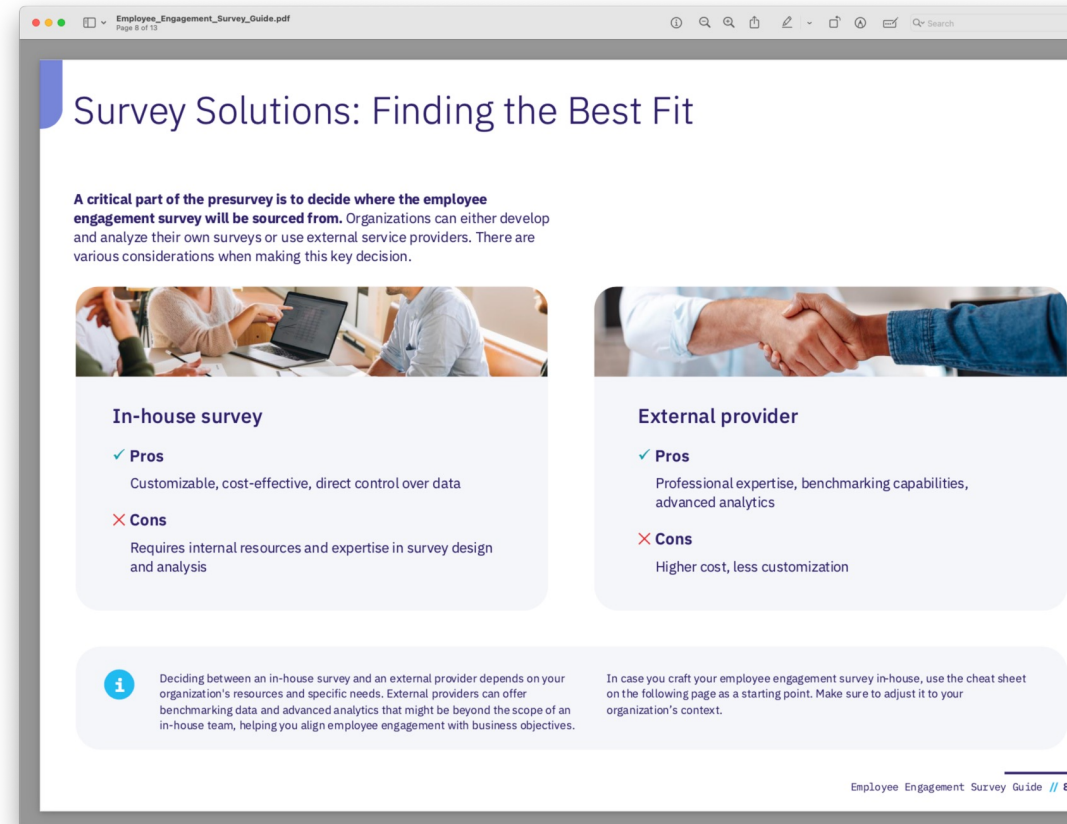 Employee_Engagement_Survey_Guide.pdf
Page 8 of 13
Search
Survey Solutions: Finding the Best Fit
A critical part of the presurvey is to decide where the employee
engagement survey will be sourced from. Organizations can either develop
and analyze their own surveys or use external service providers. There are
various considerations when making this key decision.
In-house survey
Pros
Customizable, cost-effective, direct control over data
Cons
Requires internal resources and expertise in survey design
and analysis
External provider
Pros
Professional expertise, benchmarking capabilities,
advanced analytics
Cons
Higher cost, less customization
Deciding between an in-house survey and an external provider depends on your
organization's resources and specific needs. External providers can offer
benchmarking data and advanced analytics that might be beyond the scope of an
in-house team, helping you align employee engagement with business objectives.
In case you craft your employee engagement survey in-house, use the cheat sheet
on the following page as a starting point. Make sure to adjust it to your
organization’s context.
Employee Engagement Survey Guide // 8